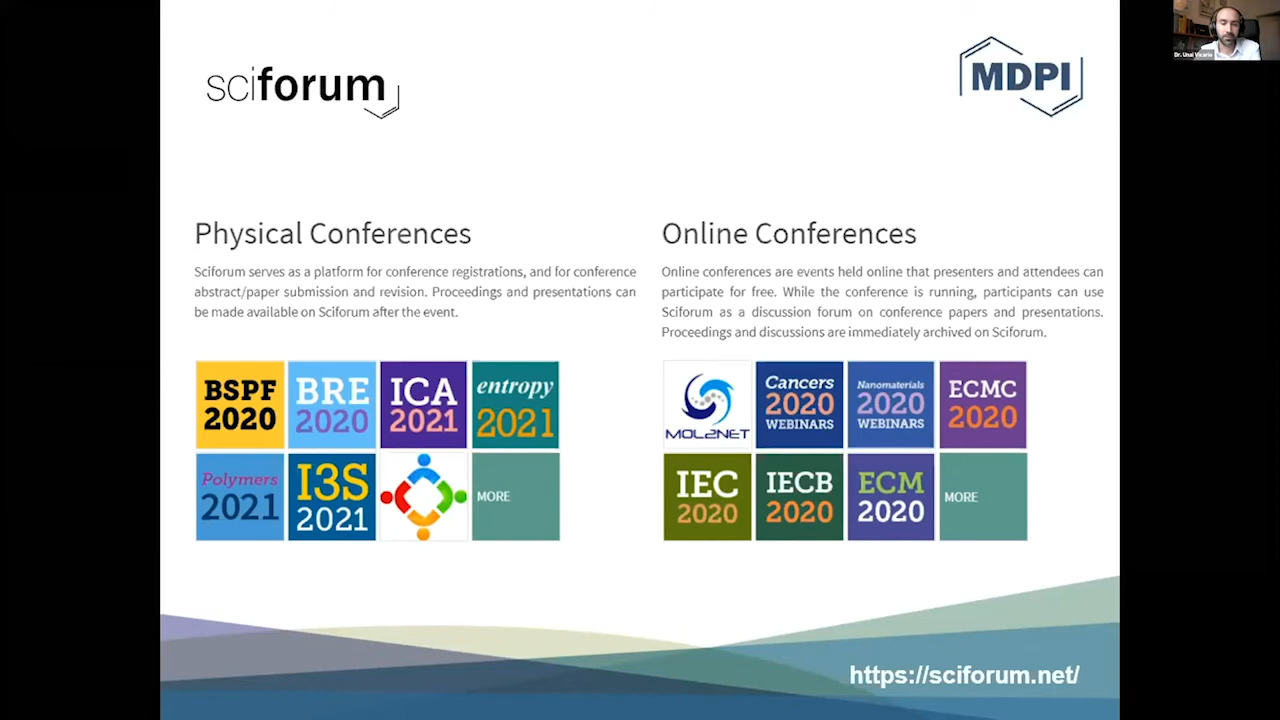 sciforum
MDPI
Dr. Unai Vicario
Physical Conferences
Sciforum serves as a platform for conference registrations, and for conference
abstract/paper submission and revision. Proceedings and presentations can
be made available on Sciforum after the event.
BSPF
2020
BRE
2020
ICA
2021
entropy
2021
Polymers
2021
I3S
2021
MORE
Online Conferences
Online conferences are events held online that presenters and attendees can
participate for free. While the conference is running, participants can use
Sciforum as a discussion forum on conference papers and presentations.
Proceedings and discussions are immediately archived on Sciforum.
MOL2NET
Cancers
2020
WEBINARS
Nanomaterials
2020
WEBINARS
ECMC
2020
IEC
2020
IECB
2020
ECM
2020
MORE
https://sciforum.net/